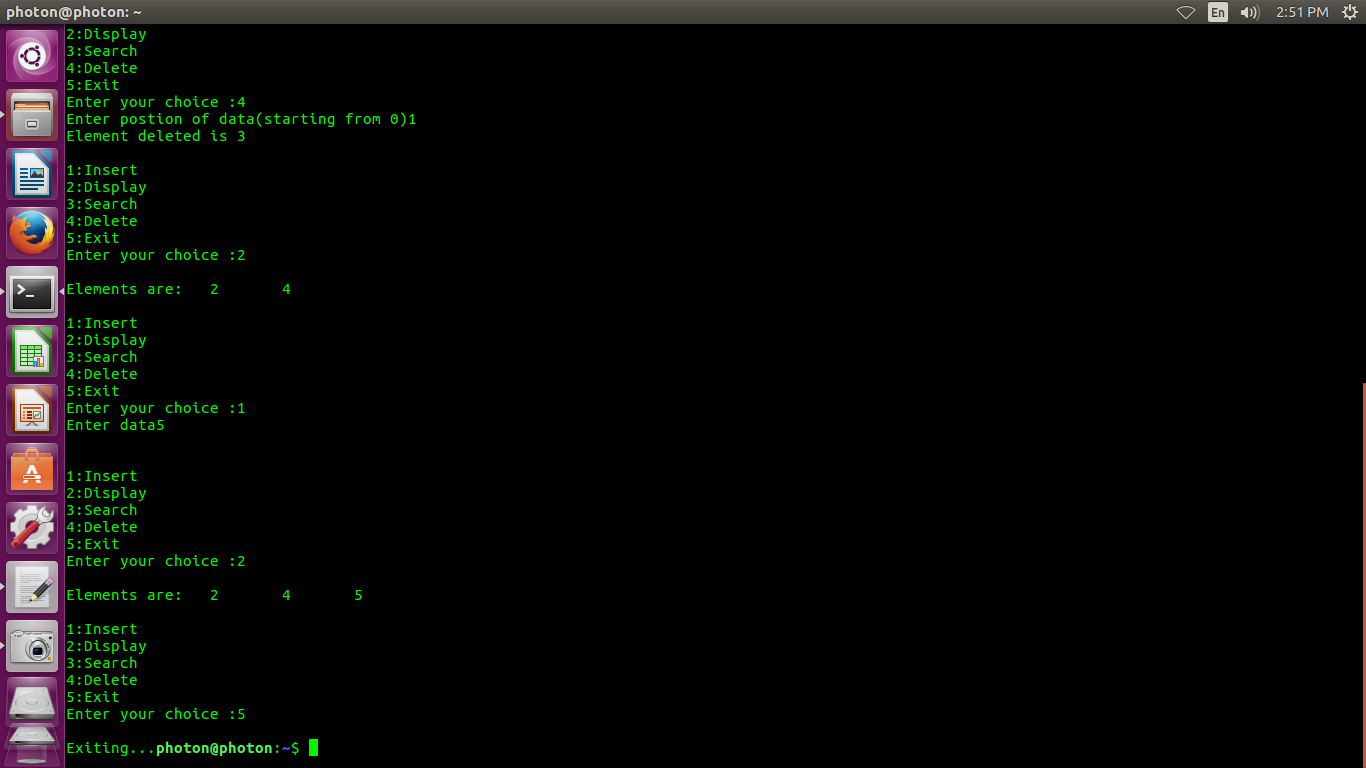 photon@photon: ~
En
2:51 PM
2:Display
3:Search
4:Delete
5:Exit
Enter your choice :4
Enter postion of data(starting from 0)1
Element deleted is 3
1:Insert
2:Display
3:Search
4:Delete
5:Exit
Enter your choice :2
Elements are:   2       4
1:Insert
2:Display
3:Search
4:Delete
5:Exit
Enter your choice :1
Enter data5
1:Insert
2:Display
3:Search
4:Delete
5:Exit
Enter your choice :2
Elements are:   2       4       5
1:Insert
2:Display
3:Search
4:Delete
5:Exit
Enter your choice :5
Exiting...photon@photon:~$